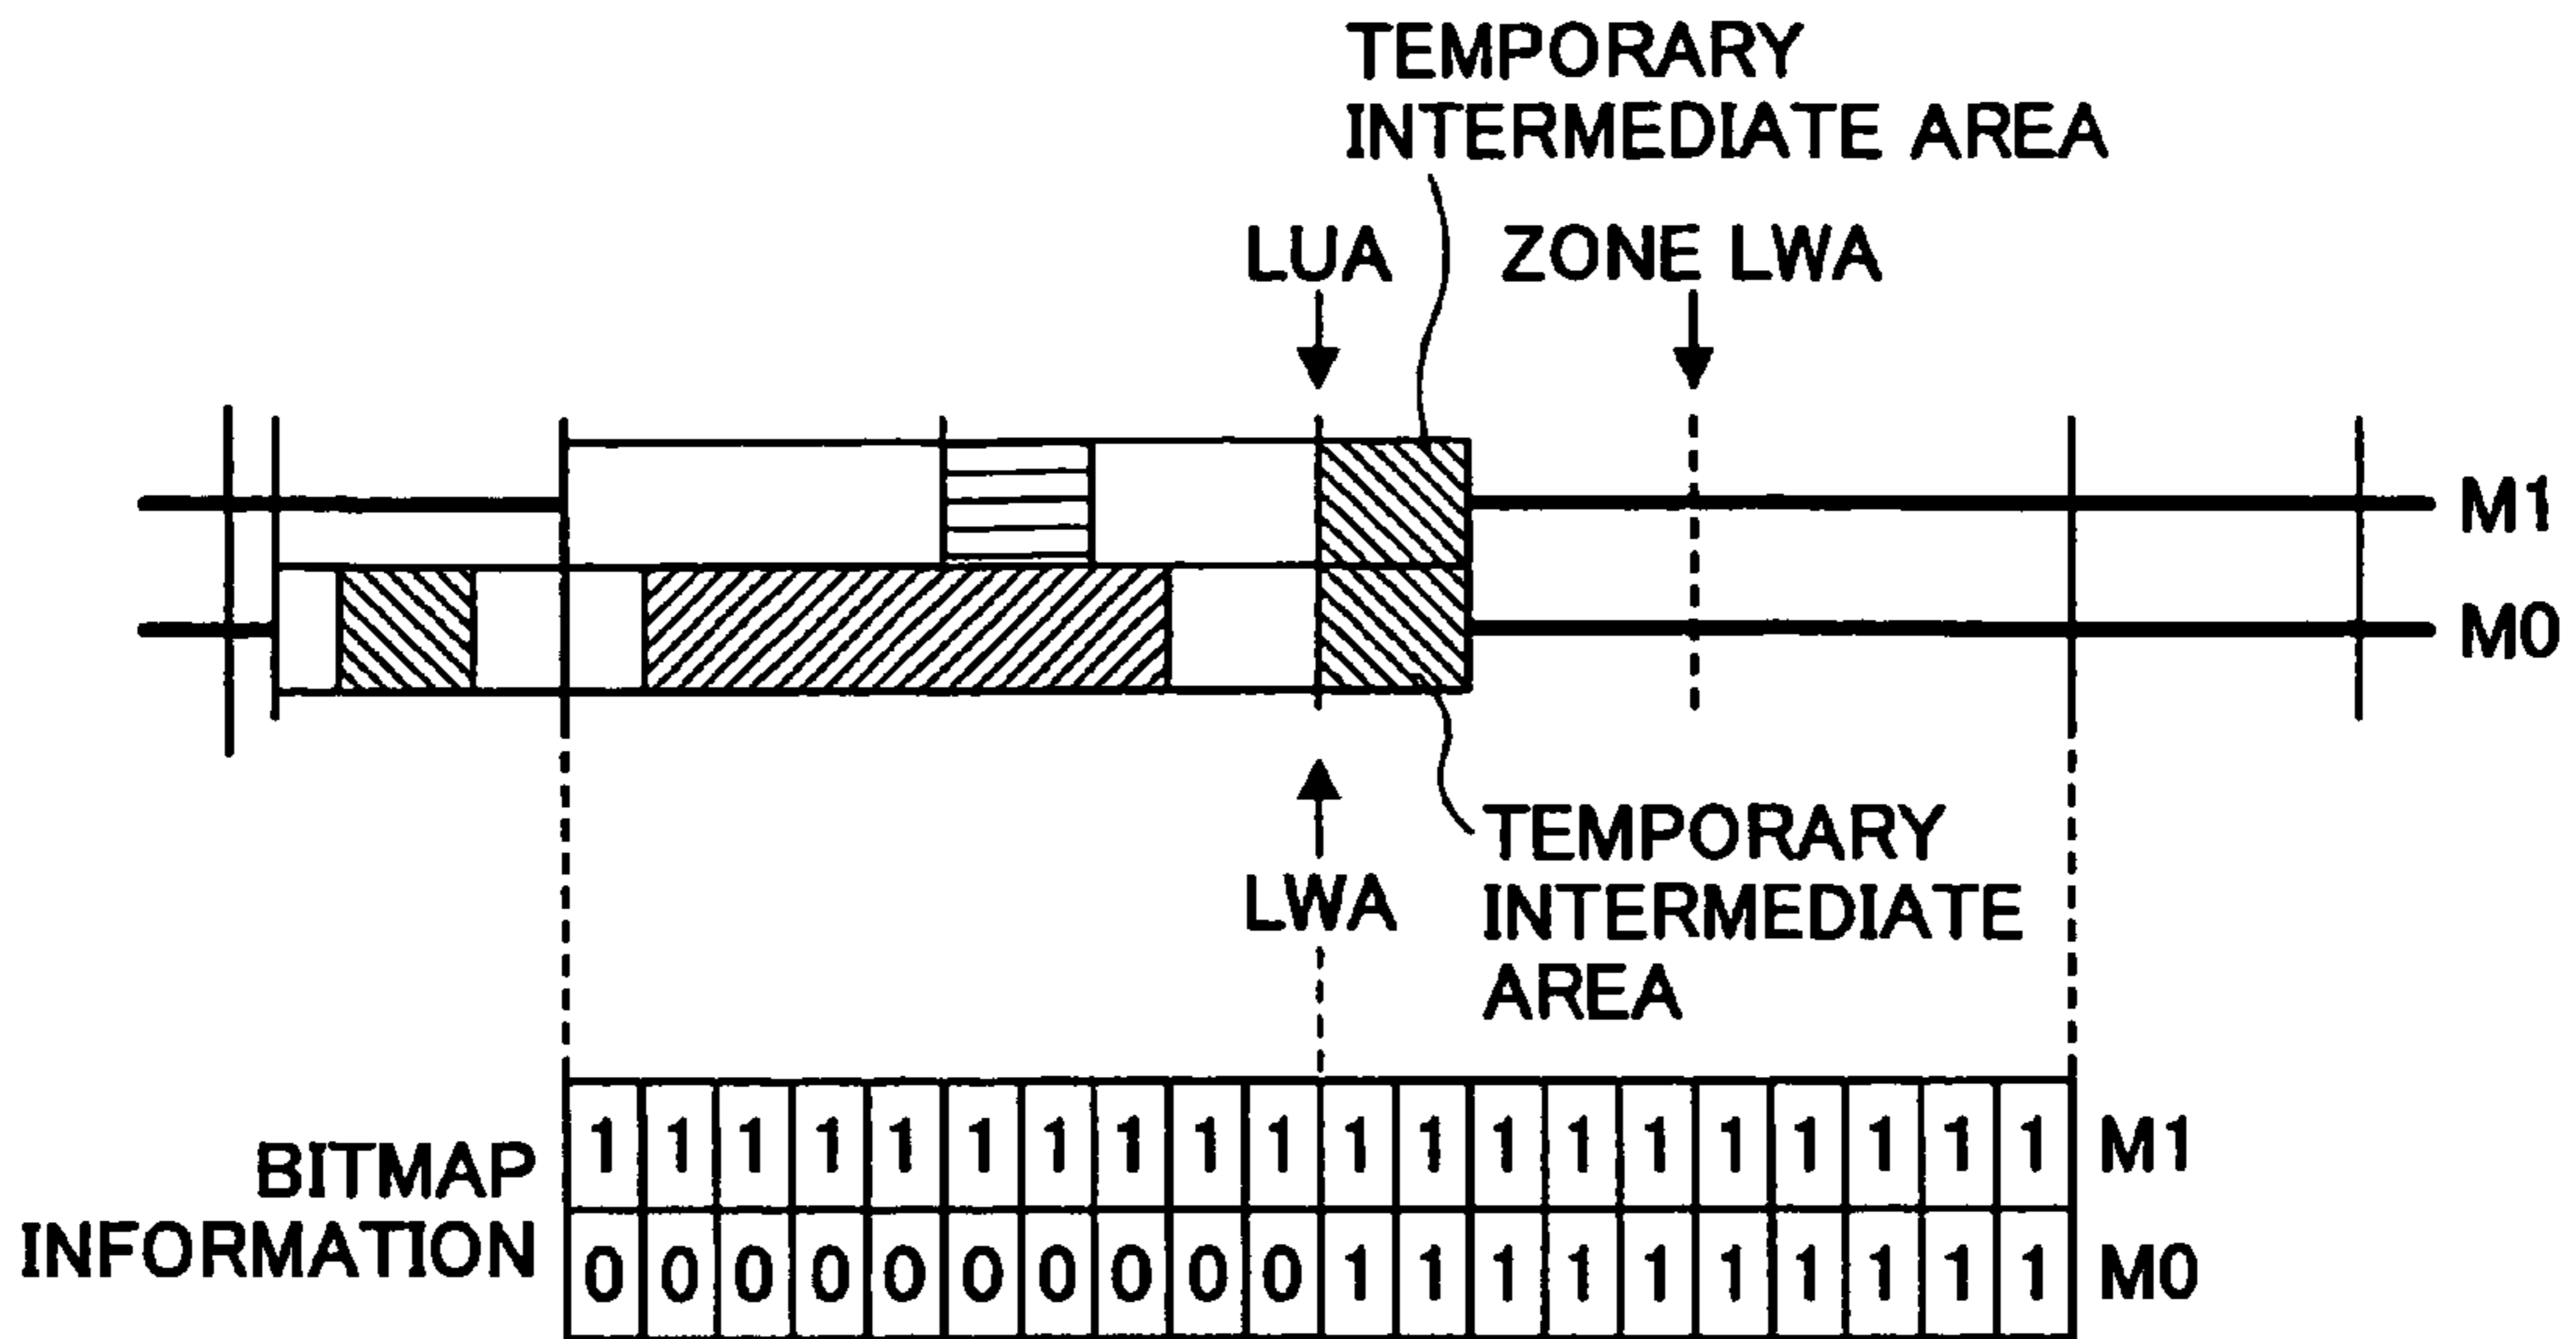 TEMPORARY
INTERMEDIATE AREA
LUA ZONE LWA
M1
M0
LWA
TEMPORARY
INTERMEDIATE
AREA
BITMAP
INFORMATION
1 1 1 1 1 1 1 1 1 1 1 1 1 1 1 1 1 1 1 1 M1
0 0 0 0 0 0 0 0 0 0 1 1 1 1 1 1 1 1 1 1 M0